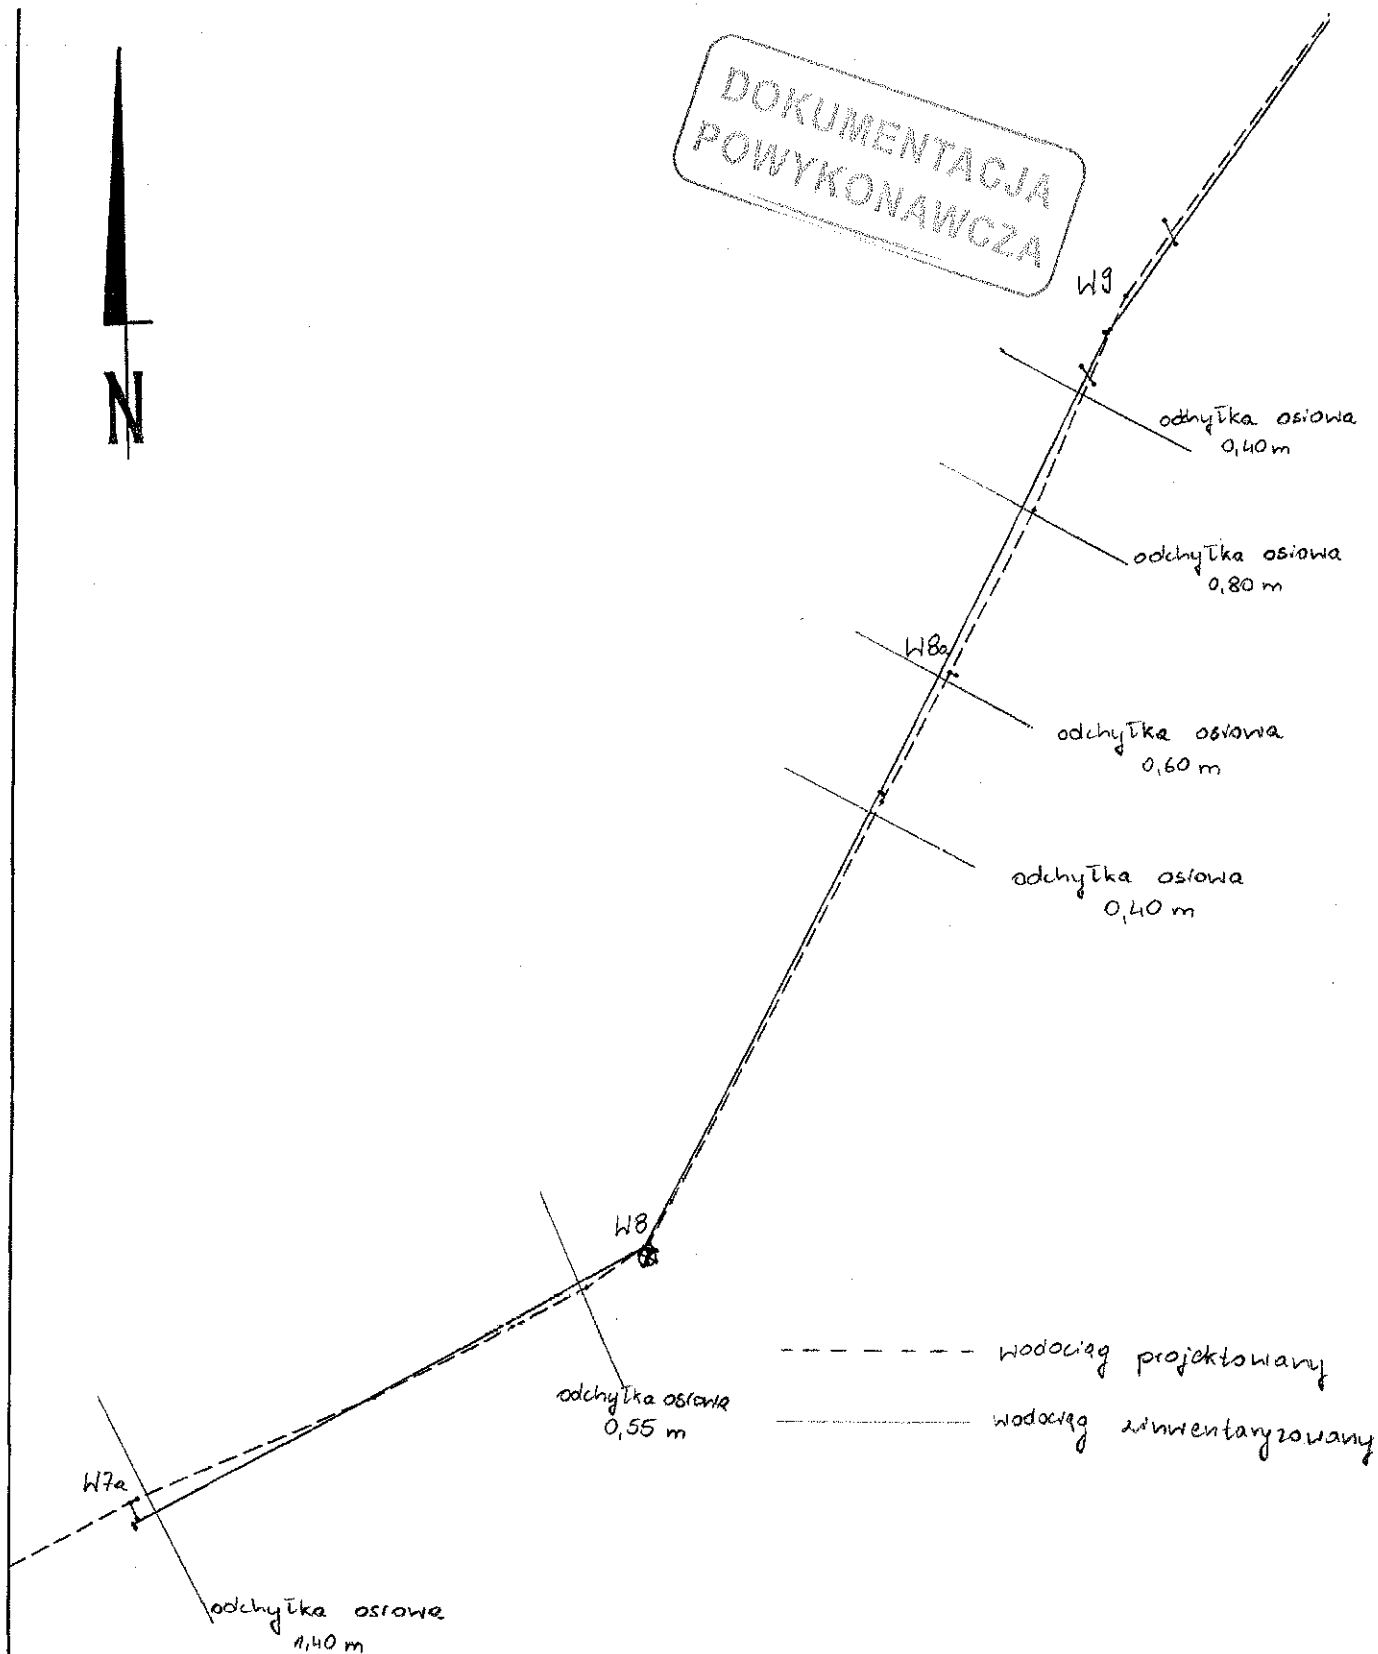 DOKUMENTACJA
POWYKONAWCZA
N
W9
odchyłka osiowa
0,40 m
odchyłka osiowa
0,80 m
W8a
odchyłka osiowa
0,60 m
odchyłka osiowa
0,40 m
W8
odchyłka osiowa
0,55 m
wodociąg projektowany
wodociąg zinwentaryzowany
W7a
odchyłka osiowa
1,40 m